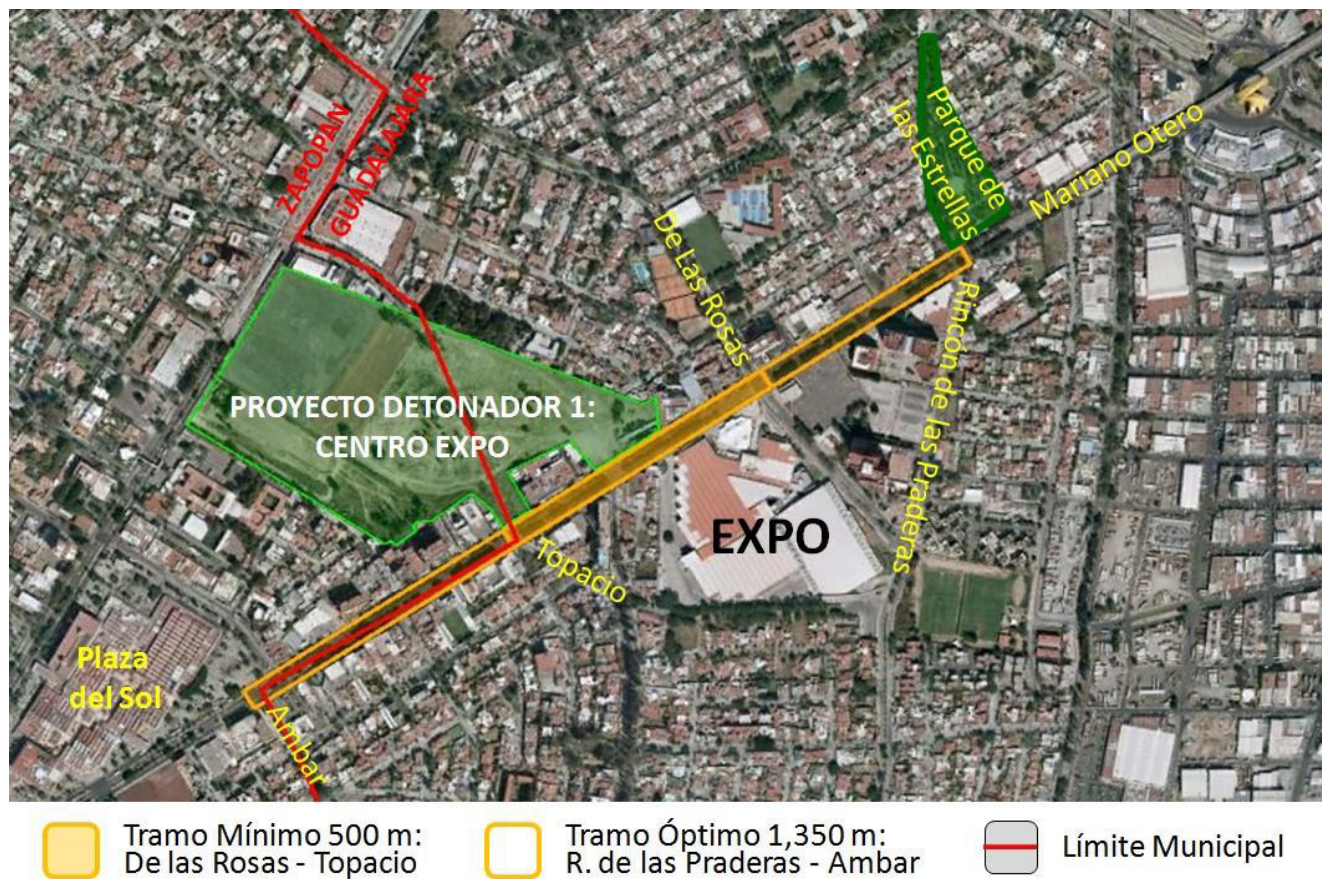 ZAPOPAN
GUADALAJARA
Parque de
las Estrellas
Mariano Otero
De Las Rosas
Rincón de las Praderas
PROYECTO DETONADOR 1:
CENTRO EXPO
EXPO
Topacio
Plaza
del Sol
Ambar
Tramo Mínimo 500 m:
De las Rosas - Topacio
Tramo Óptimo 1,350 m:
R. de las Praderas - Ambar
Límite Municipal